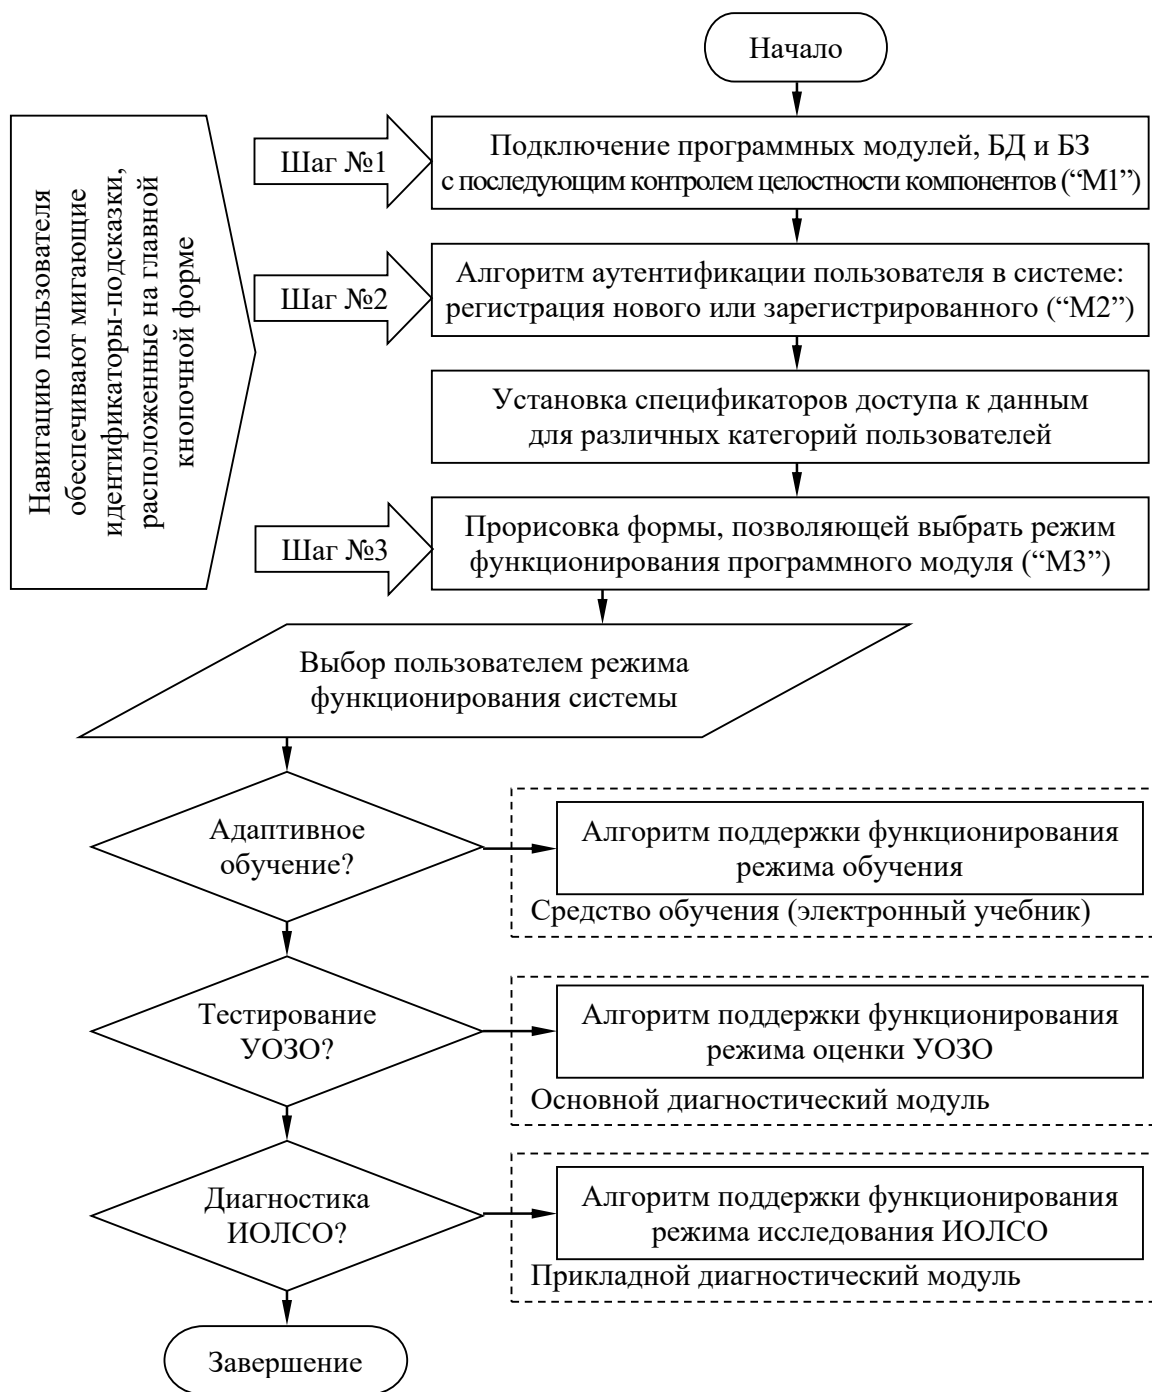 Начало
Навигацию пользователя
обеспечивают мигающие
идентификаторы-подсказки,
расположенные на главной
кнопочной форме
Шаг №1
Подключение программных модулей, БД и БЗ
с последующим контролем целостности компонентов (“М1”)
Шаг №2
Алгоритм аутентификации пользователя в системе:
регистрация нового или зарегистрированного (“М2”)
Установка спецификаторов доступа к данным
для различных категорий пользователей
Шаг №3
Прорисовка формы, позволяющей выбрать режим
функционирования программного модуля (“М3”)
Выбор пользователем режима
функционирования системы
Адаптивное
обучение?
Алгоритм поддержки функционирования
режима обучения
Средство обучения (электронный учебник)
Тестирование
УОЗО?
Алгоритм поддержки функционирования
режима оценки УОЗО
Основной диагностический модуль
Диагностика
ИОЛСО?
Алгоритм поддержки функционирования
режима исследования ИОЛСО
Прикладной диагностический модуль
Завершение